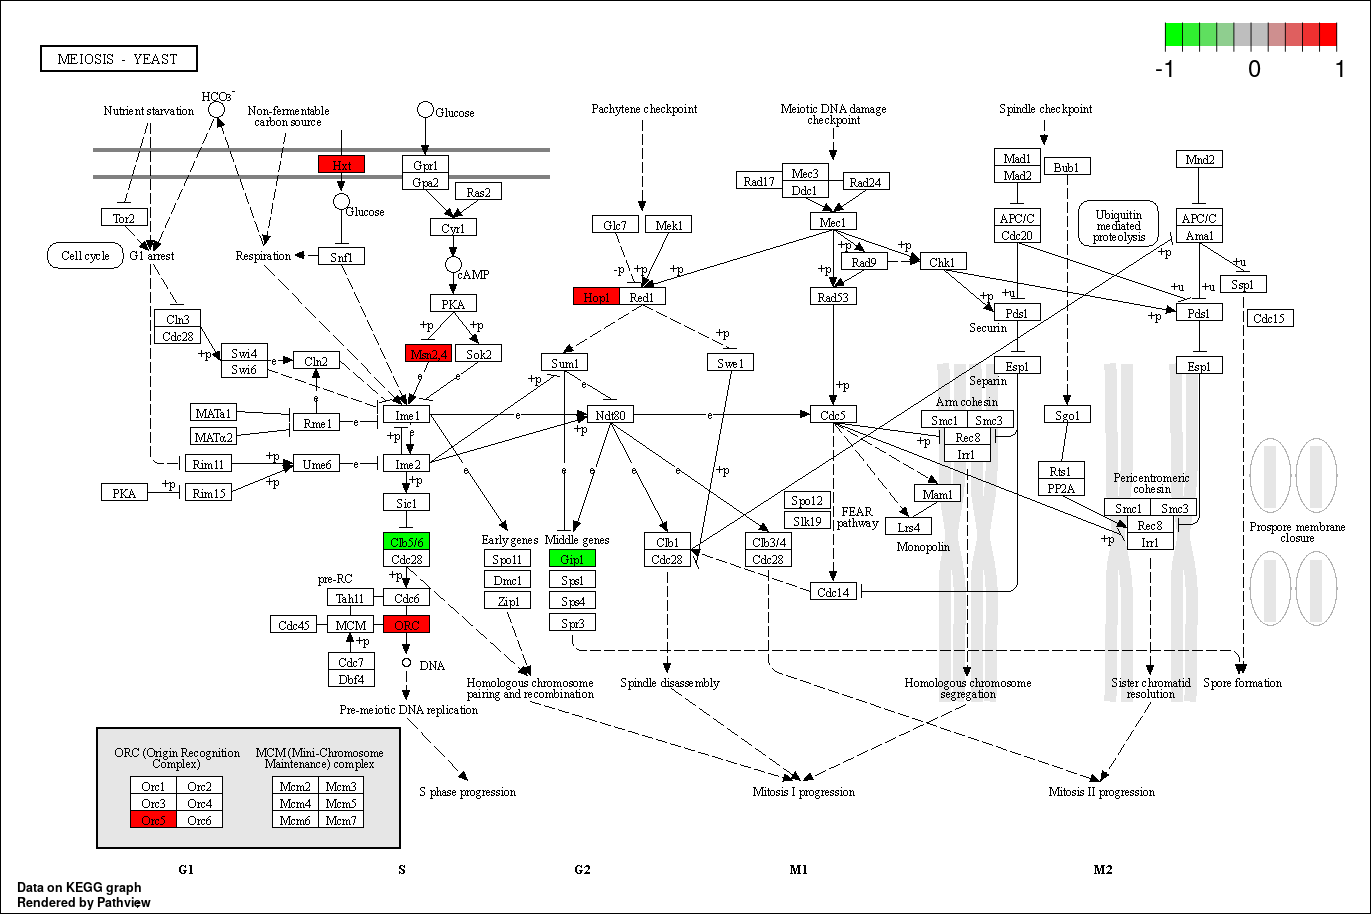 MEIOSIS - YEAST
-1
0
1
HCO3-
Nutrient starvation
Non-fermentable
carbon source
Glucose
Pachytene checkpoint
Meiotic DNA damage
checkpoint
Spindle checkpoint
Hxt
Gpr1
Gpa2
Ras2
Glucose
Tor2
Cyr1
Cell cycle
G1 arrest
Respiration
Snf1
cAMP
PKA
Glc7
Mek1
-p
+p
+p
Hop1
Red1
Rad17
Mec3
Ddc1
Rad24
Mec1
+p
+p
+p
Rad9
Chk1
Rad53
Mad1
Mad2
Bub1
Mnd2
APC/C
Cdc20
Ubiquitin
mediated
proteolysis
APC/C
Ama1
+p
+u
Ssp1
+u
+u
+u
+p
+p
Pds1
Securin
Pds1
Cdc15
Cln3
Cdc28
+p
Swi4
Swi6
e
Cln2
+p
+p
Msn2,4
Sok2
e
e
Sum1
+p
Swe1
+p
e
Esp1
Separin
Esp1
MATa1
MATα2
e
Rme1
e
Ime1
e
+p
e
+p
Ndt80
e
+p
Cdc5
Arm cohesin
Smc1
Smc3
+p
Rec8
Irr1
Sgo1
Rim11
+p
Ume6
e
Ime2
+p
PKA
+p
Rim15
+p
Sic1
e
e
e
e
e
+p
Rts1
PP2A
Mam1
Lrs4
Monopolin
Spo12
Slk19
FEAR
pathway
Pericentromeric
cohesin
Smc1
Smc3
Rec8
Irr1
+p
Prospore membrane
closure
Clb5/6
Cdc28
+p
Early genes
Spo11
Dmc1
Zip1
Middle genes
Gip1
Sps1
Sps4
Spr3
Clb1
Cdc28
Clb3/4
Cdc28
Cdc14
pre-RC
Tah11
Cdc6
Cdc45
MCM
ORC
+p
Cdc7
Dbf4
DNA
Homologous chromosome
pairing and recombination
Spindle disassembly
Homologous chromosome
segregation
Sister chromatid
resolution
Spore formation
Pre-meiotic DNA replication
ORC (Origin Recognition
Complex)
MCM (Mini-Chromosome
Maintenance) complex
Orc1
Orc2
Mcm2
Mcm3
Orc3
Orc4
Mcm4
Mcm5
Orc5
Orc6
Mcm6
Mcm7
S phase progression
Mitosis I progression
Mitosis II progression
G1
S
G2
M1
M2
Data on KEGG graph
Rendered by Pathview